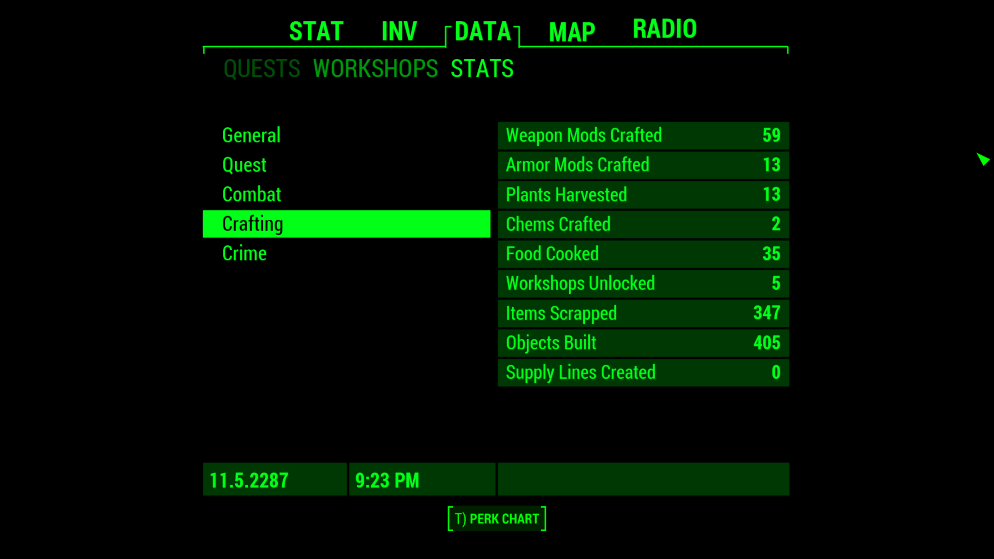 STAT INV DATA MAP RADIO
QUESTS WORKSHOPS STATS
General
Quest
Combat
Crafting
Crime
Weapon Mods Crafted 59
Armor Mods Crafted 13
Plants Harvested 13
Chems Crafted 2
Food Cooked 35
Workshops Unlocked 5
Items Scrapped 347
Objects Built 405
Supply Lines Created 0
11.5.2287 9:23 PM
T) PERK CHART